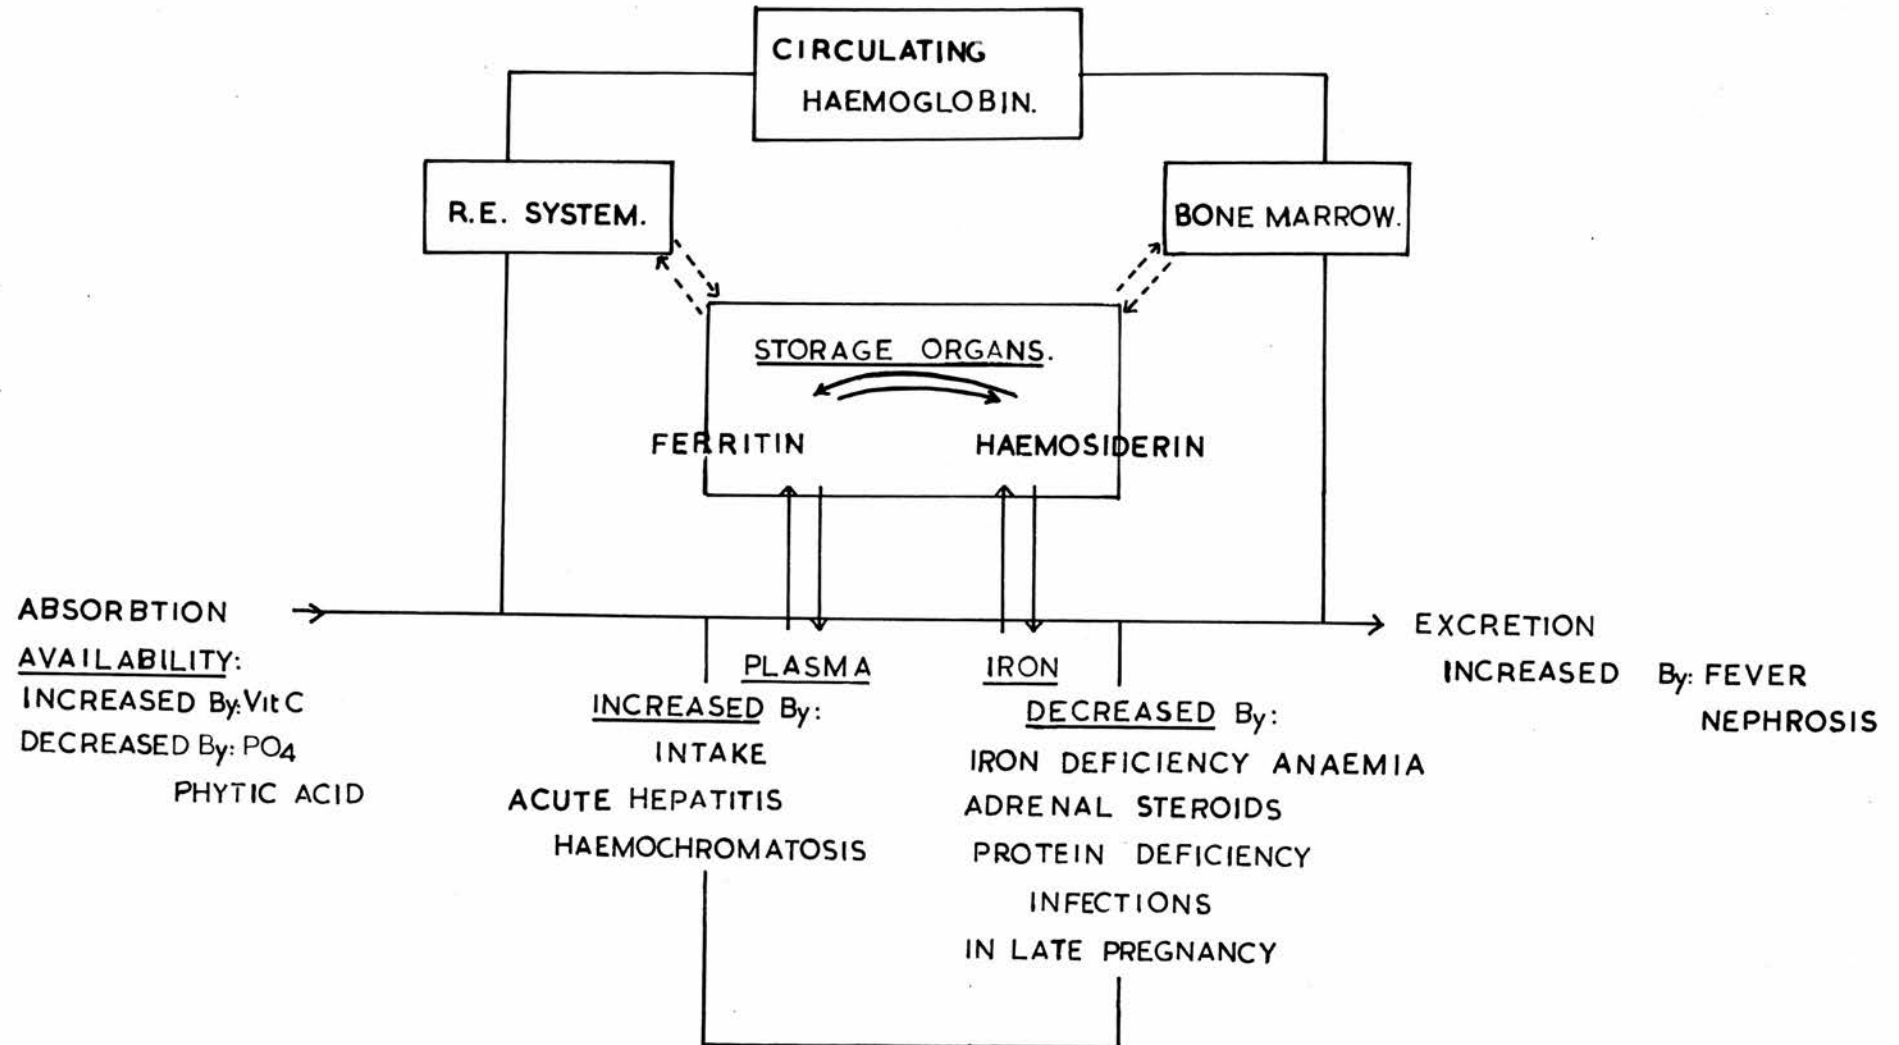 CIRCULATING
HAEMOGLOBIN.
R.E. SYSTEM.
BONE MARROW.
STORAGE ORGANS.
FERRITIN
HAEMOSIDERIN
ABSORBTION
AVAILABILITY:
INCREASED By: Vit C
DECREASED By: PO4
PHYTIC ACID
PLASMA IRON
INCREASED By:
INTAKE
ACUTE HEPATITIS
HAEMOCHROMATOSIS
DECREASED By:
IRON DEFICIENCY ANAEMIA
ADRENAL STEROIDS
PROTEIN DEFICIENCY
INFECTIONS
IN LATE PREGNANCY
EXCRETION
INCREASED By: FEVER
NEPHROSIS